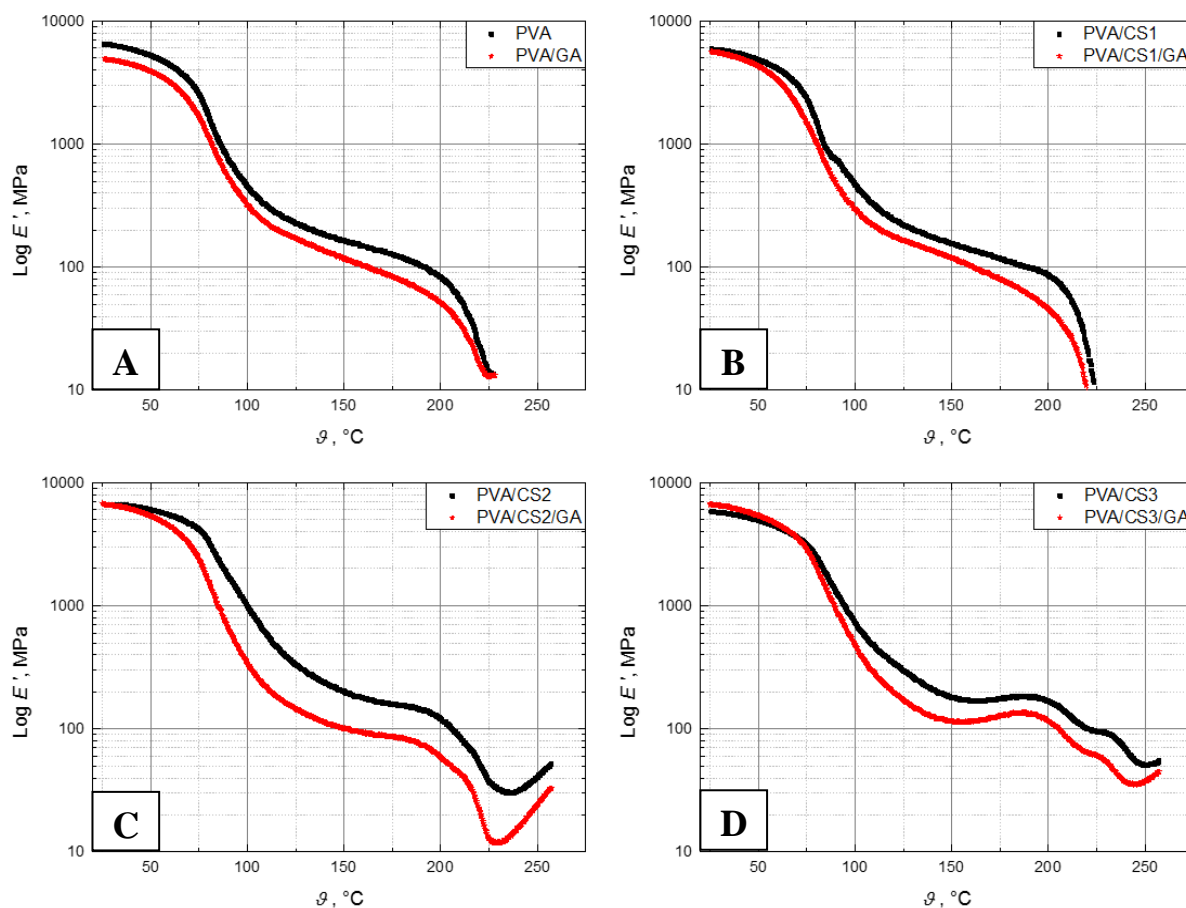 10000
1000
100
10
Log E ', MPa
PVA
PVA/GA
A
50 100 150 200 250
ϑ , °C
10000
1000
100
10
Log E ', MPa
PVA/CS1
PVA/CS1/GA
B
50 100 150 200 250
ϑ , °C
10000
1000
100
10
Log E ', MPa
PVA/CS2
PVA/CS2/GA
C
50 100 150 200 250
ϑ , °C
10000
1000
100
10
Log E ', MPa
PVA/CS3
PVA/CS3/GA
D
50 100 150 200 250
ϑ , °C